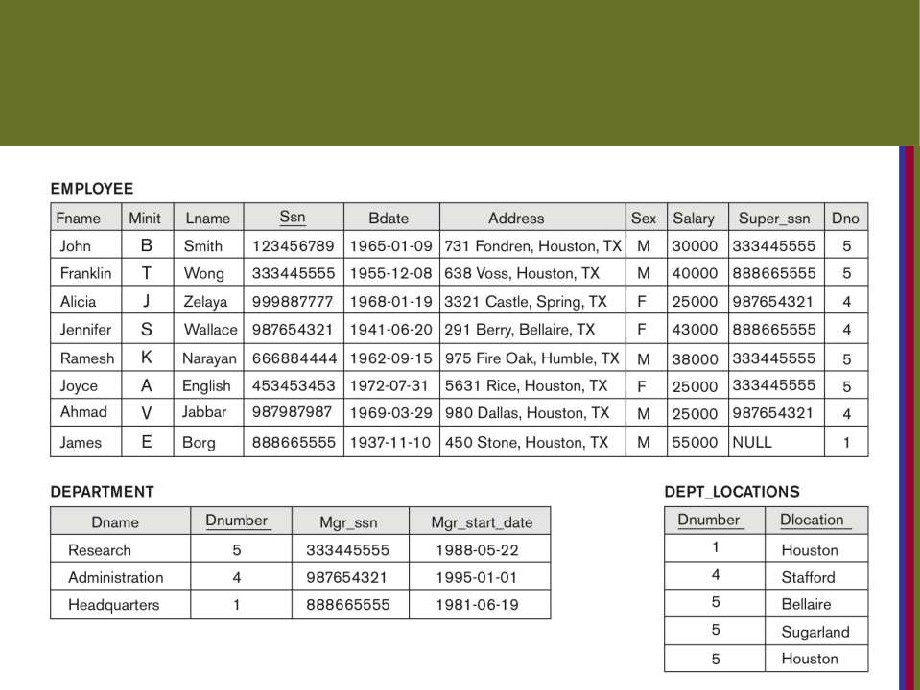 EMPLOYEE
Fname Minit Lname Ssn Bdate Address Sex Salary Super_ssn Dno
John B Smith 123456789 1965-01-09 731 Fondren, Houston, TX M 30000 333445555 5
Franklin T Wong 333445555 1955-12-08 638 Voss, Houston, TX M 40000 888665555 5
Alicia J Zelaya 999887777 1968-01-19 3321 Castle, Spring, TX F 25000 987654321 4
Jennifer S Wallace 987654321 1941-06-20 291 Berry, Bellaire, TX F 43000 888665555 4
Ramesh K Narayan 666884444 1962-09-15 975 Fire Oak, Humble, TX M 38000 333445555 5
Joyce A English 453453453 1972-07-31 5631 Rice, Houston, TX F 25000 333445555 5
Ahmad V Jabbar 987987987 1969-03-29 980 Dallas, Houston, TX M 25000 987654321 4
James E Borg 888665555 1937-11-10 450 Stone, Houston, TX M 55000 NULL 1
DEPARTMENT
Dname Dnumber Mgr_ssn Mgr_start_date
Research 5 333445555 1988-05-22
Administration 4 987654321 1995-01-01
Headquarters 1 888665555 1981-06-19
DEPT_LOCATIONS
Dnumber Dlocation
1 Houston
4 Stafford
5 Bellaire
5 Sugarland
5 Houston